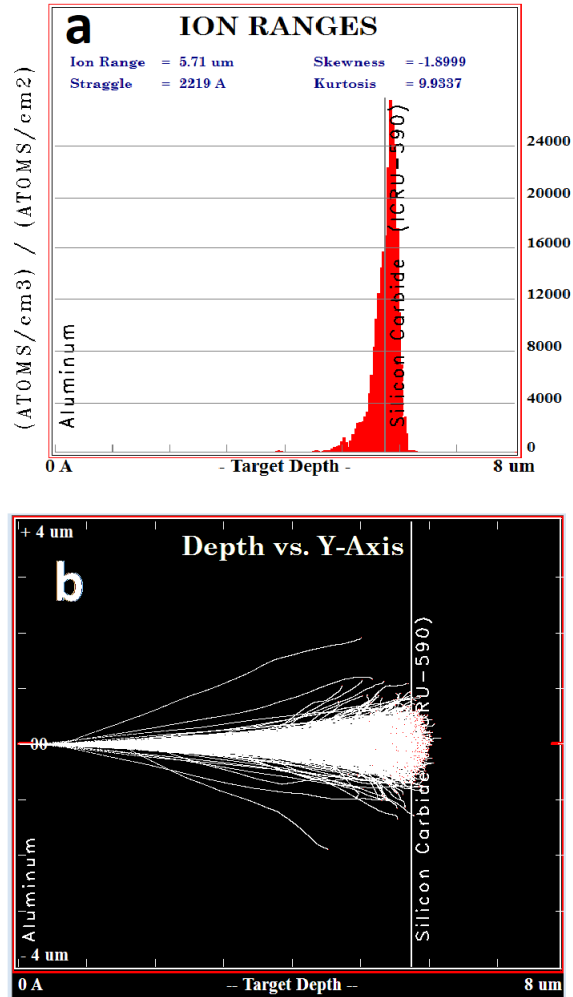 a
ION RANGES
Ion Range = 5.71 um Skewness = -1.8999
Straggle = 2219 A Kurtosis = 9.9337
(ATOMS/cm3) / (ATOMS/cm2)
Aluminum
Silicon Carbide (ICRU-590)
24000
20000
16000
12000
8000
4000
0
0 A - Target Depth - 8 um
+ 4 um
Depth vs. Y-Axis
b
Silicon Carbide (ICRU-590)
Aluminum
- 4 um
0 A -- Target Depth -- 8 um